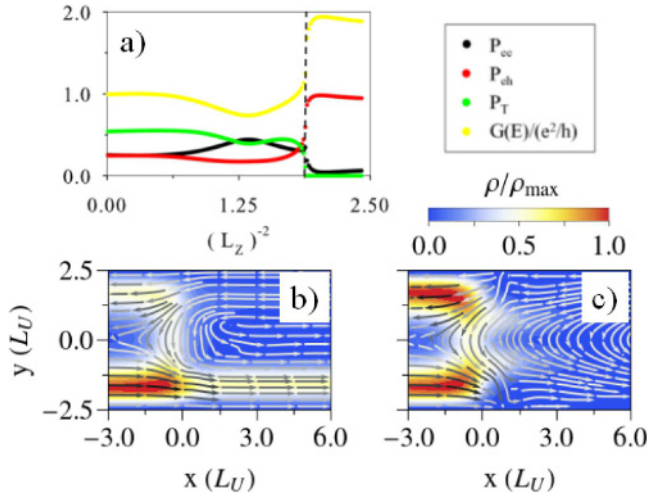 2.0
a)
1.0
0.0
0.00
1.25
2.50
( L_Z )^-2
P_ee
P_eh
P_T
G(E)/(e²/h)
ρ/ρ_max
0.0
0.5
1.0
2.5
b)
c)
y (L_U)
0.0
−2.5
−3.0
0.0
3.0
6.0
−3.0
0.0
3.0
6.0
x (L_U)
x (L_U)